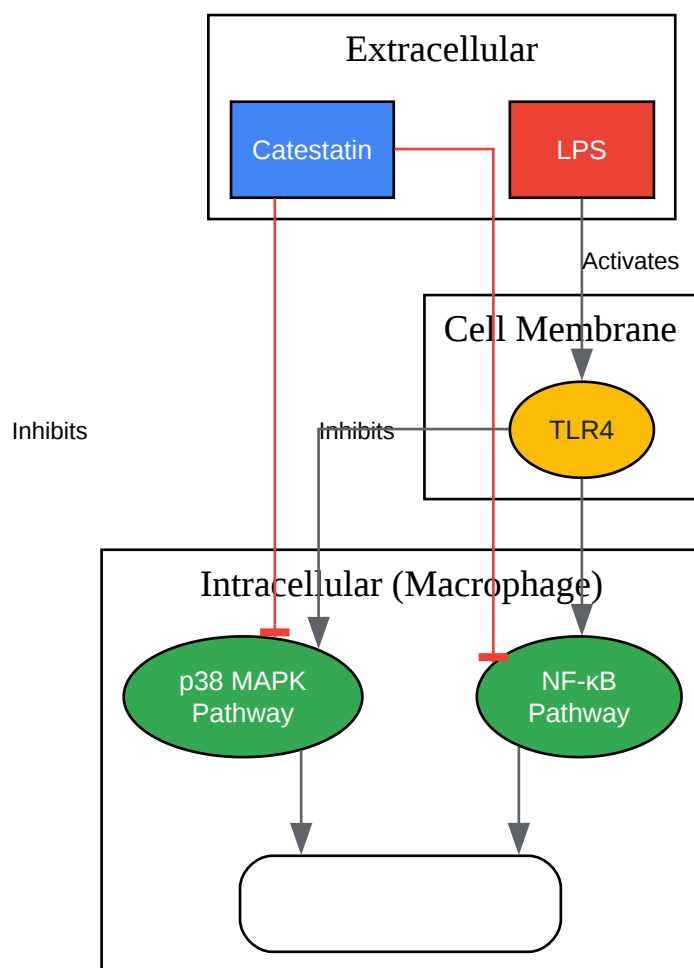 Extracellular
Catestatin
LPS
Activates
Cell Membrane
Inhibits
Inhibits
TLR4
Intracellular (Macrophage)
p38 MAPK
Pathway
NF-κB
Pathway